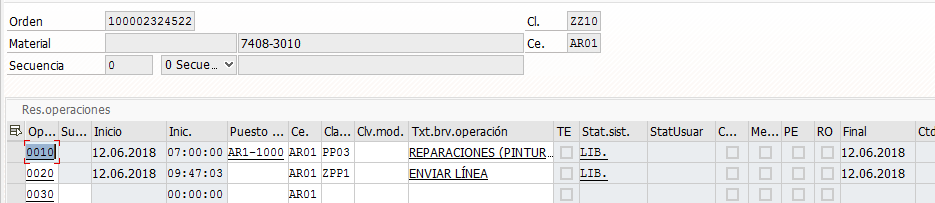 Orden 100002324522 Cl. ZZ10
Material 7408-3010 Ce. AR01
Secuencia 0 0 Secue...
Res.operaciones
Op... Su... Inicio Inic. Puesto ... Ce. Cla... Clv.mod. Txt.brv.operación TE Stat.sist. StatUsuar C... Me... PE RO Final Ctd
0010 12.06.2018 07:00:00 AR1-1000 AR01 PP03 REPARACIONES (PINTUR... LIB. 12.06.2018
0020 12.06.2018 09:47:03 AR01 ZPP1 ENVIAR LÍNEA LIB. 12.06.2018
0030 00:00:00 AR01